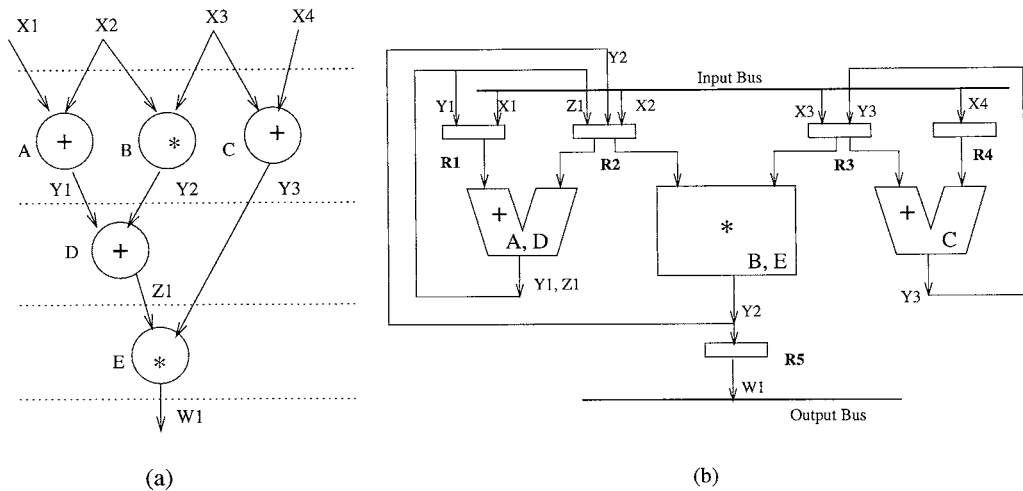 X1 X2 X3 X4
A + B * C +
Y1 Y2 Y3
D +
Z1
E *
W1
(a)
Y2
Input Bus
Y1 X1 Z1 X2 X3 Y3 X4
R1 R2 R3 R4
+ A, D
* B, E
+ C
Y1, Z1
Y2
Y3
R5
W1
Output Bus
(b)